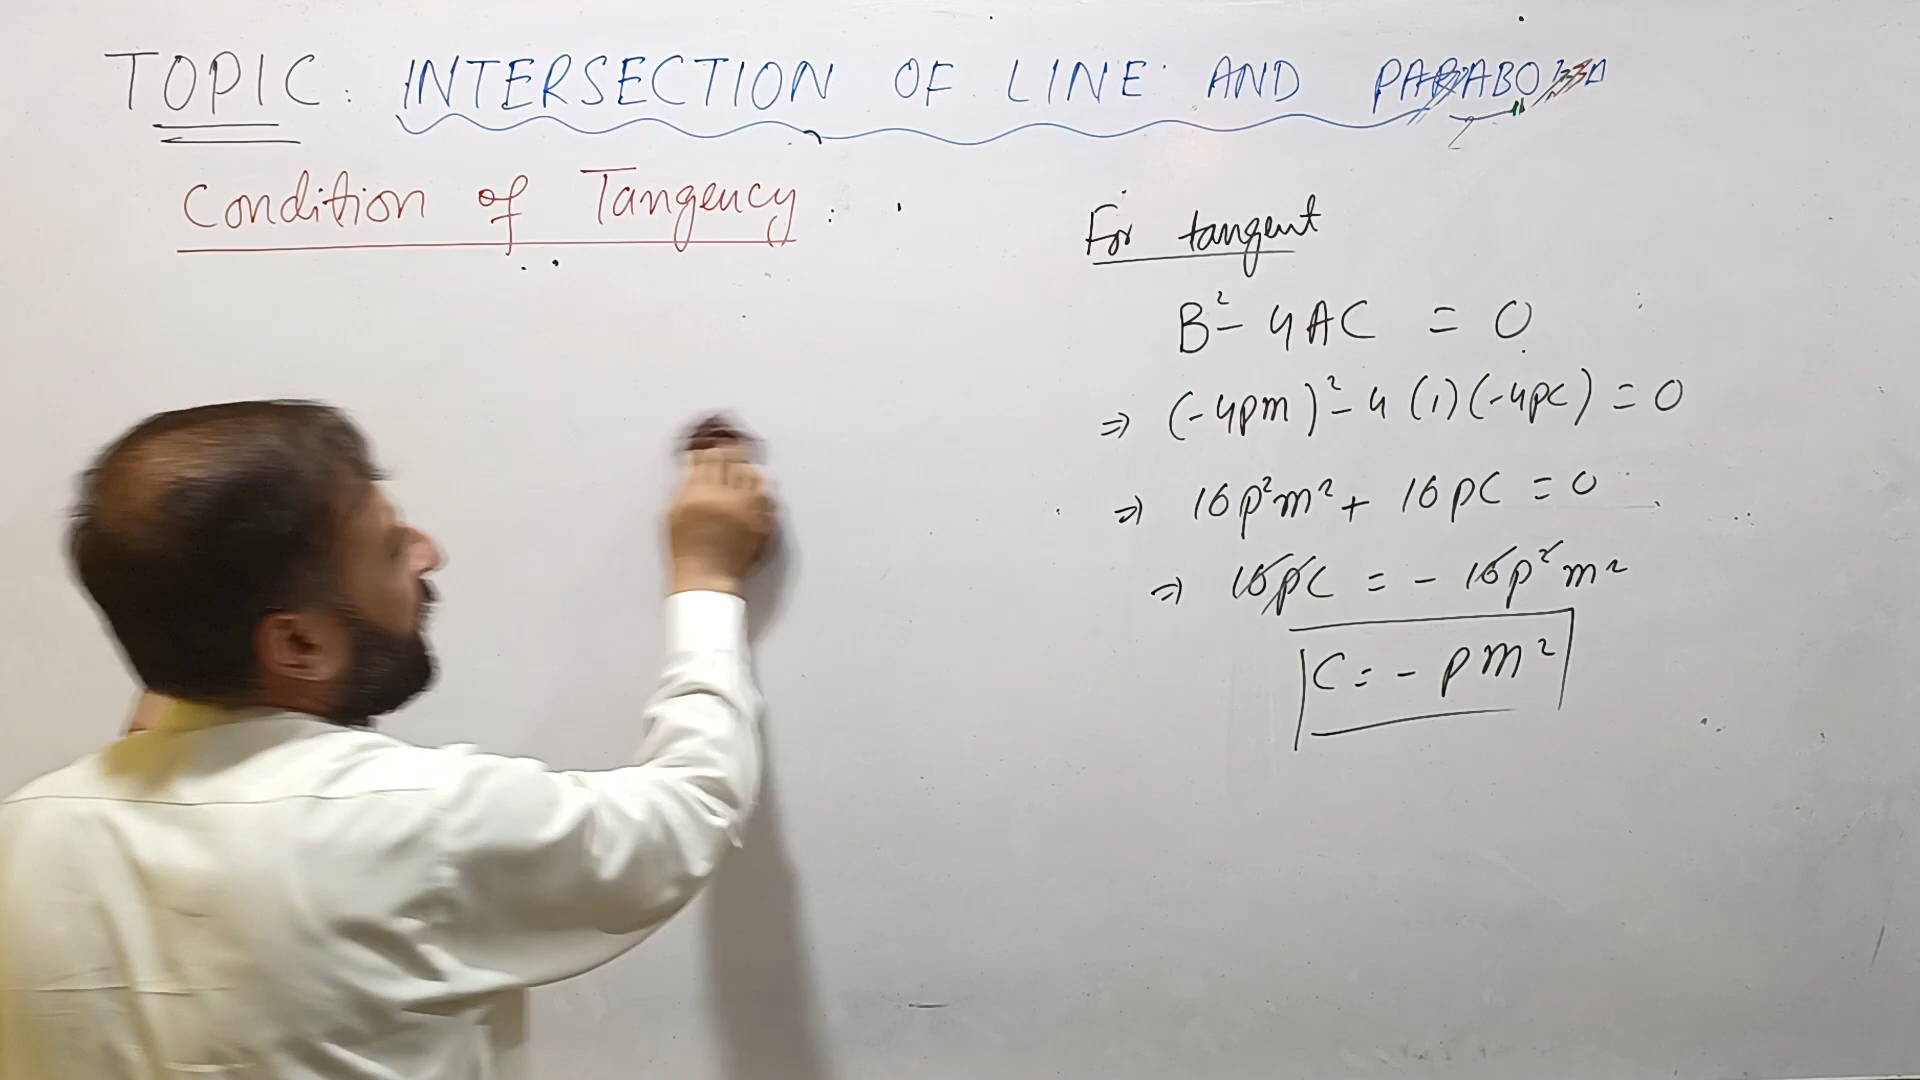 TOPIC: INTERSECTION OF LINE AND PARABOLA
Condition of Tangency :
For tangent
B² - 4AC = 0
⇒ (-4pm)² - 4(1)(-4pc) = 0
⇒ 16p²m² + 16pC = 0
⇒ 16pC = - 16p²m²
C = - pm²